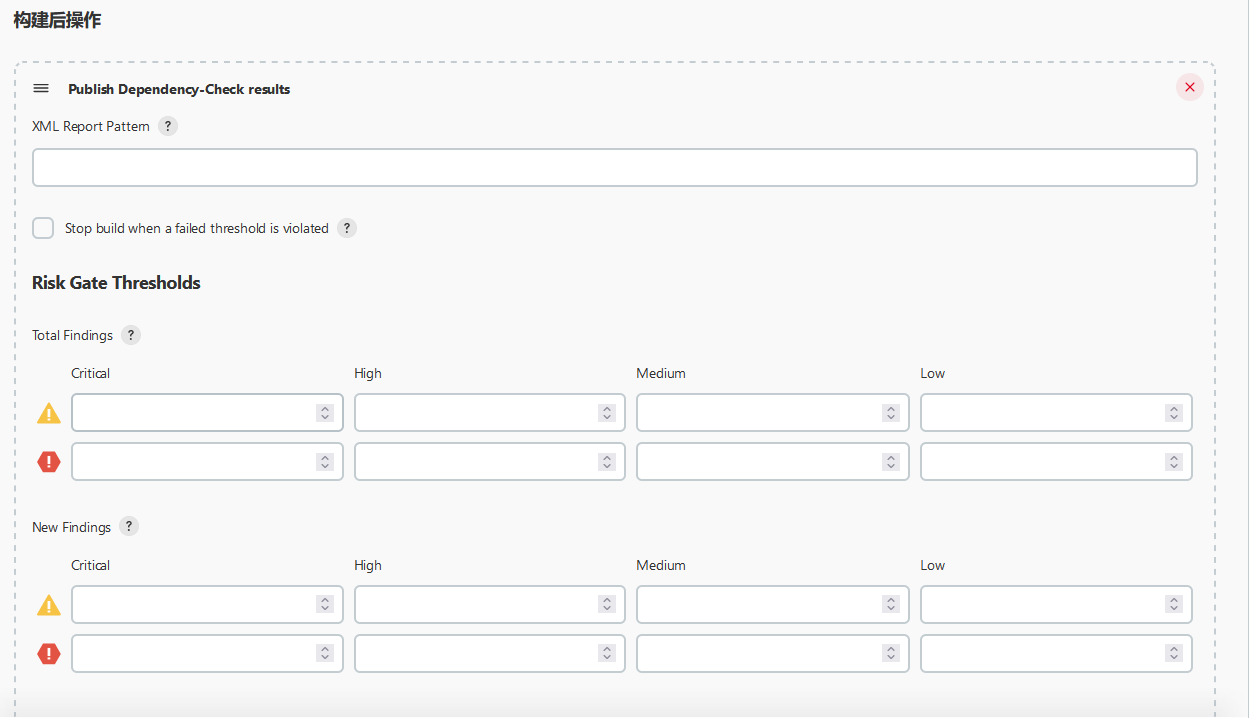 构建后操作
Publish Dependency-Check results
XML Report Pattern ?
Stop build when a failed threshold is violated ?
Risk Gate Thresholds
Total Findings ?
Critical High Medium Low
New Findings ?
Critical High Medium Low